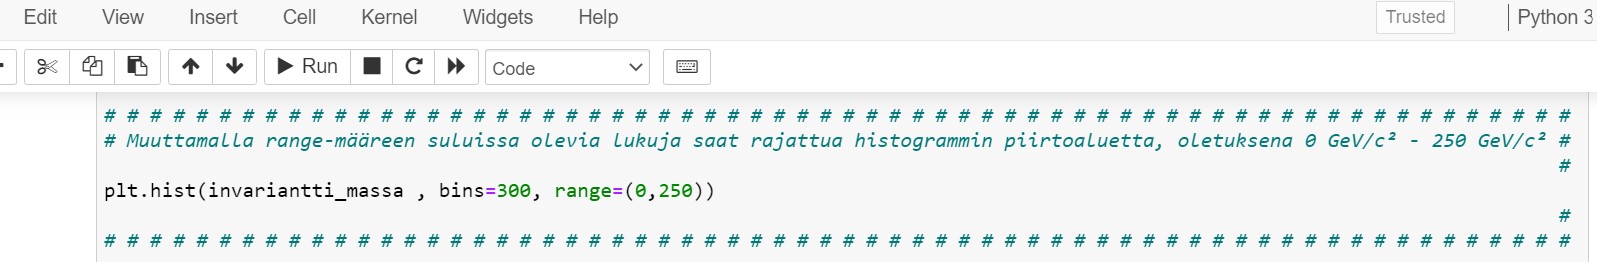 Edit View Insert Cell Kernel Widgets Help Trusted Python 3
Run Code
# # # # # # # # # # # # # # # # # # # # # # # # # # # # # # # # # # # # # # # # # # # # # # # # # # # # # # # # # # # # # # # #
# Muuttamalla range-määreen suluissa olevia lukuja saat rajattua histogrammin piirtoaluetta, oletuksena 0 GeV/c² - 250 GeV/c² #
#
plt.hist(invariantti_massa , bins=300, range=(0,250))
#
# # # # # # # # # # # # # # # # # # # # # # # # # # # # # # # # # # # # # # # # # # # # # # # # # # # # # # # # # # # # # # # #